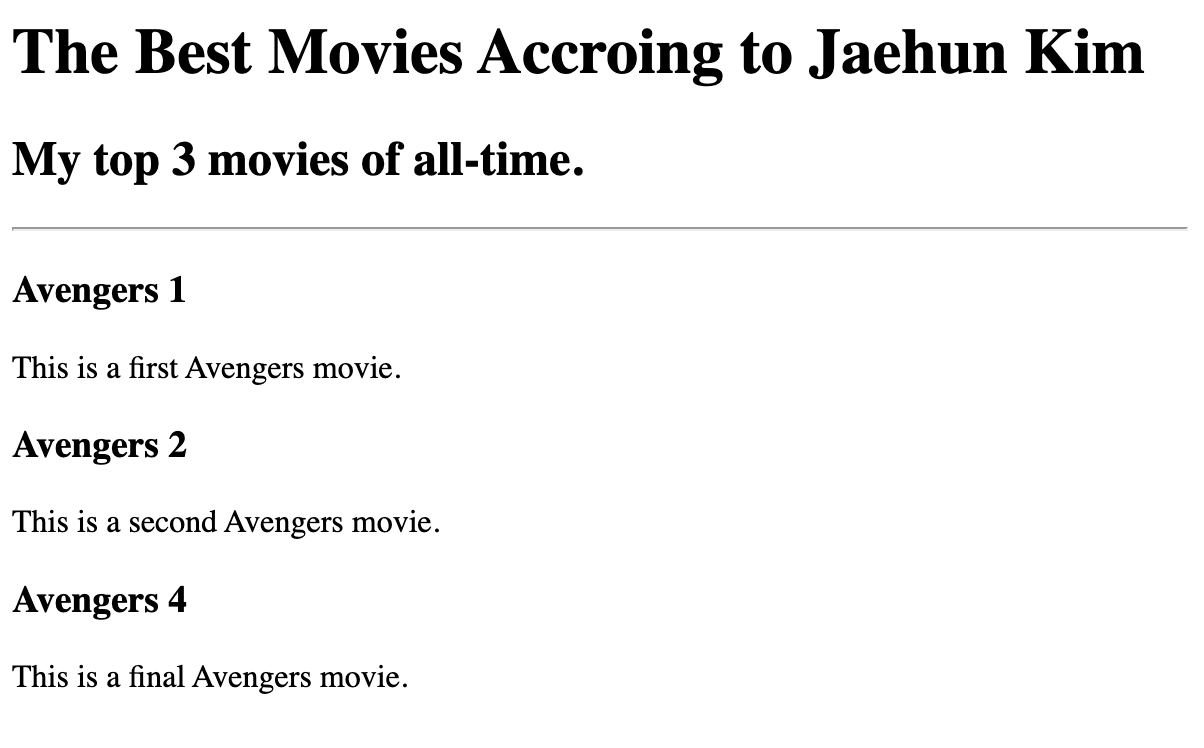 The Best Movies Accroing to Jaehun Kim
My top 3 movies of all-time.
Avengers 1
This is a first Avengers movie.
Avengers 2
This is a second Avengers movie.
Avengers 4
This is a final Avengers movie.